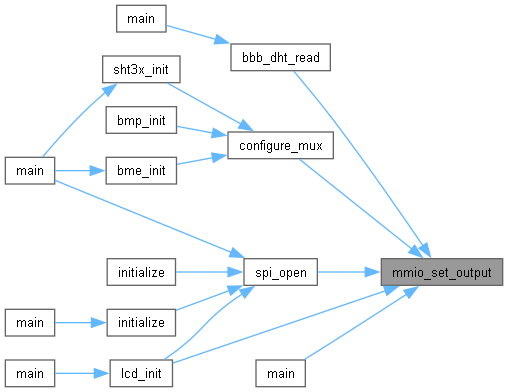 main
bbb_dht_read
sht3x_init
bmp_init
configure_mux
main
bme_init
initialize
spi_open
mmio_set_output
main
initialize
main
lcd_init
main